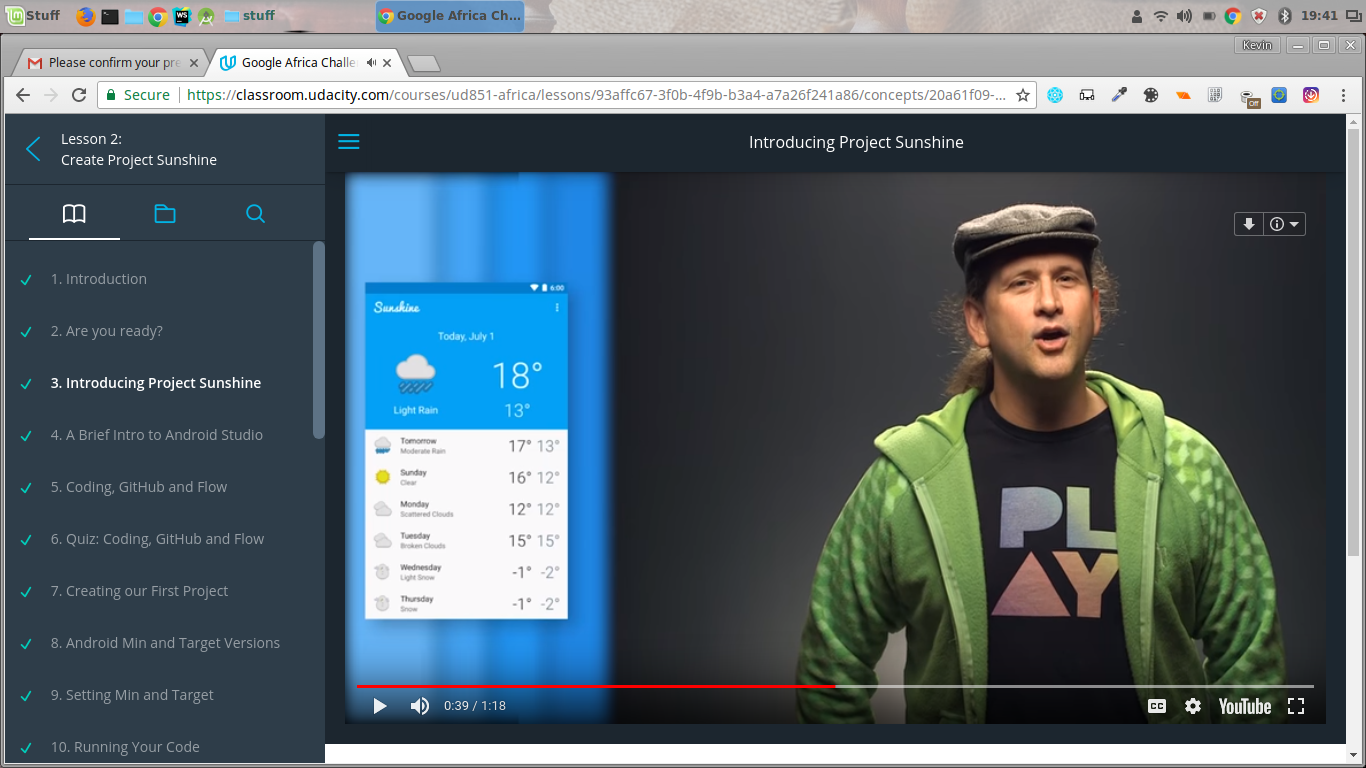 Stuff
stuff
Google Africa Ch...
19:41
Kevin
Please confirm your pre
Google Africa Challe
Secure
https://classroom.udacity.com/courses/ud851-africa/lessons/93affc67-3f0b-4f9b-b3a4-a7a26f241a86/concepts/20a61f09-...
Off
Lesson 2:
Create Project Sunshine
1. Introduction
2. Are you ready?
3. Introducing Project Sunshine
4. A Brief Intro to Android Studio
5. Coding, GitHub and Flow
6. Quiz: Coding, GitHub and Flow
7. Creating our First Project
8. Android Min and Target Versions
9. Setting Min and Target
10. Running Your Code
Introducing Project Sunshine
6:00
Sunshine
Today, July 1
18°
Light Rain 13°
Tomorrow 17° 13°
Moderate Rain
Sunday 16° 12°
Clear
Monday 12° 12°
Scattered Clouds
Tuesday 15° 15°
Broken Clouds
Wednesday -1° -2°
Light Snow
Thursday -1° -2°
Snow
PL
AY
0:39 / 1:18
CC
YouTube